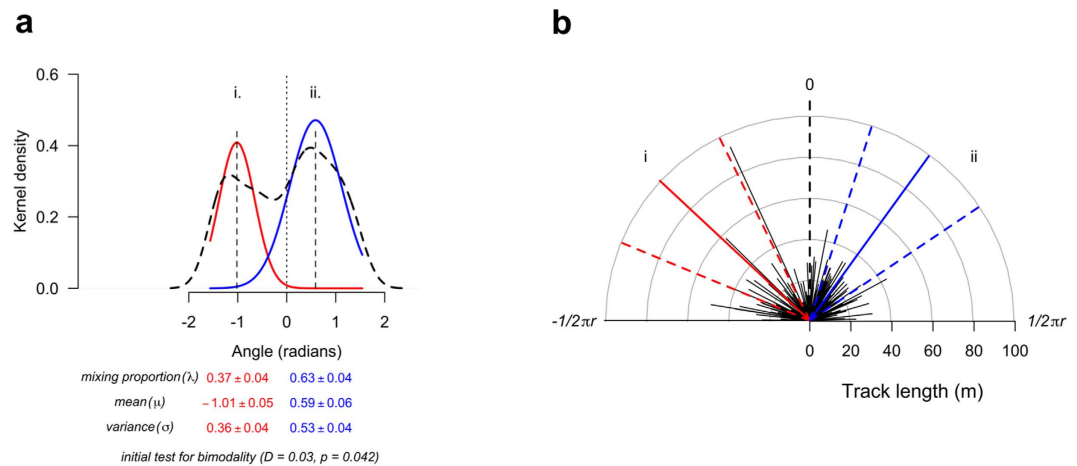 a
0.6
0.4
0.2
0.0
Kernel density
i.
ii.
-2 -1 0 1 2
Angle (radians)
mixing proportion (λ) 0.37 ± 0.04 0.63 ± 0.04
mean (μ) − 1.01 ± 0.05 0.59 ± 0.06
variance (σ) 0.36 ± 0.04 0.53 ± 0.04
initial test for bimodality (D = 0.03, p = 0.042)
b
0
i
ii
-1/2πr
1/2πr
0 20 40 60 80 100
Track length (m)